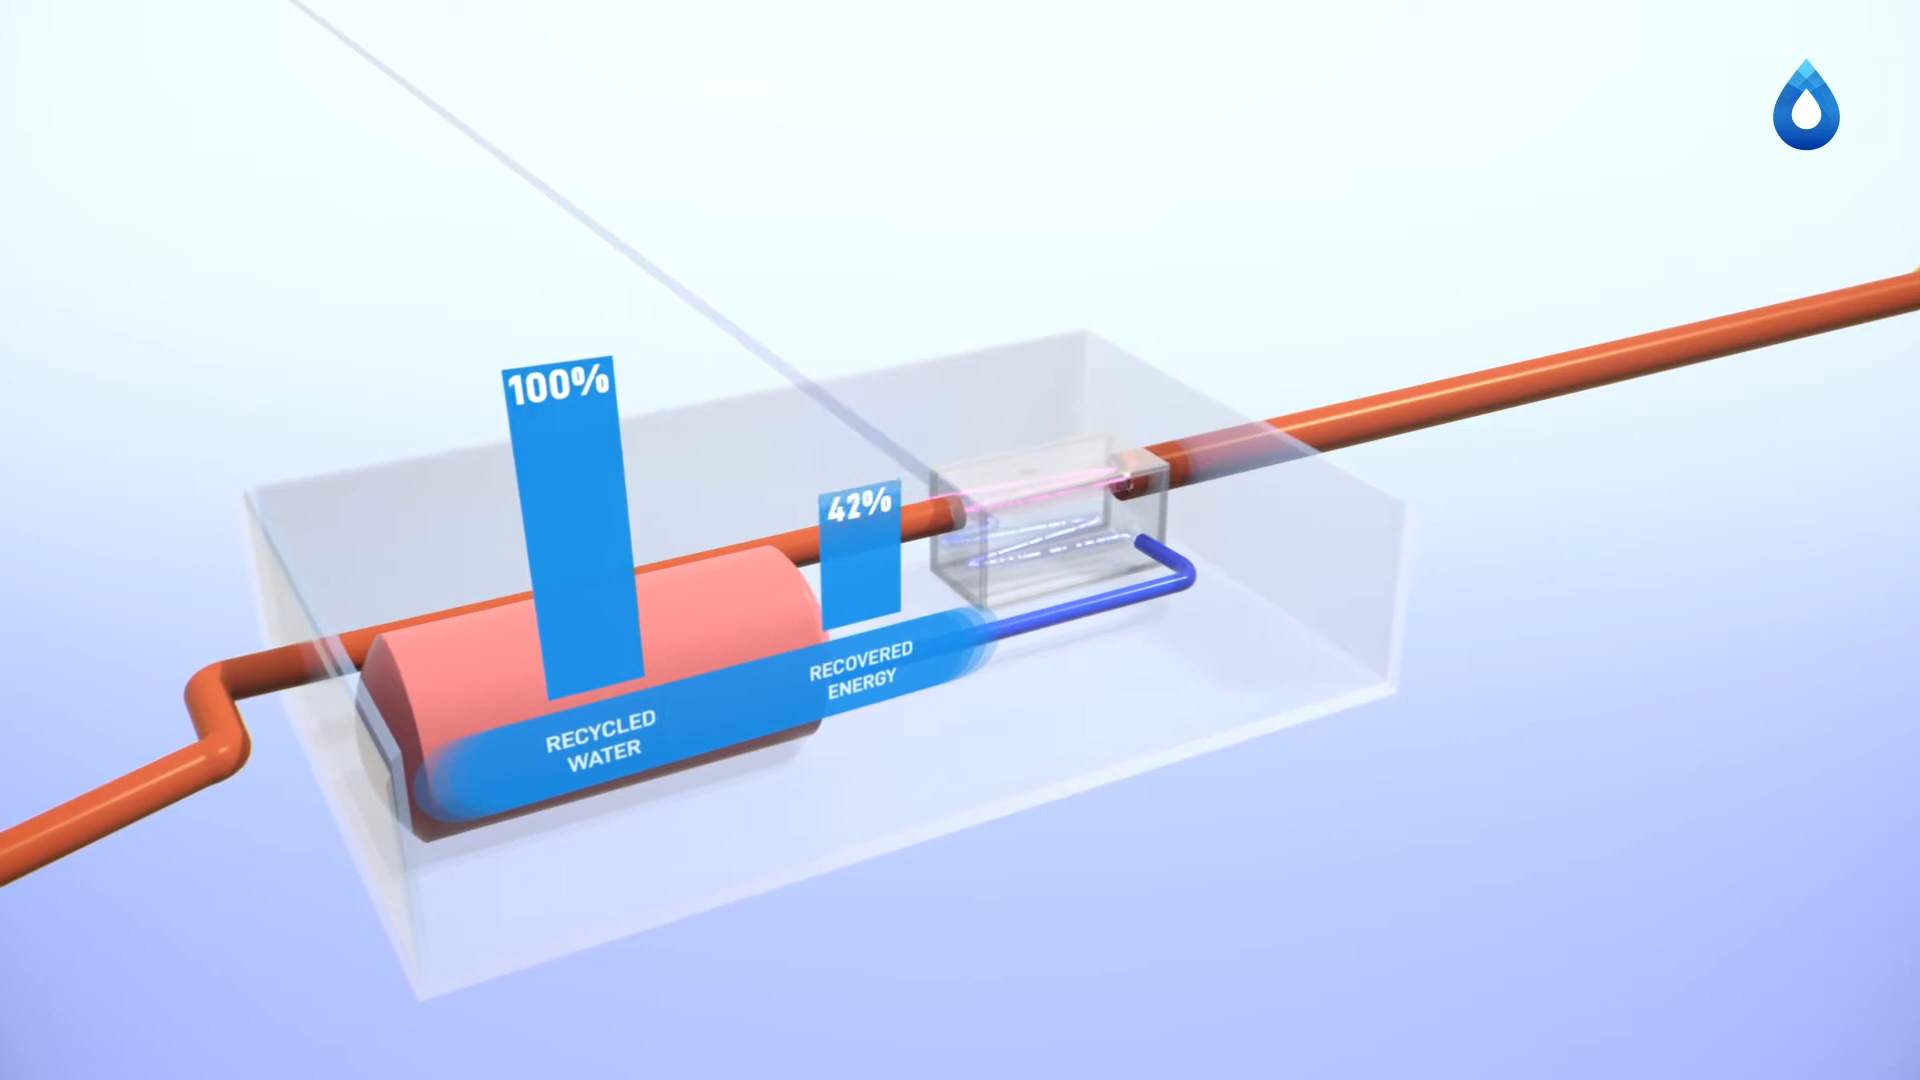 100%
42%
RECYCLED
WATER
RECOVERED
ENERGY